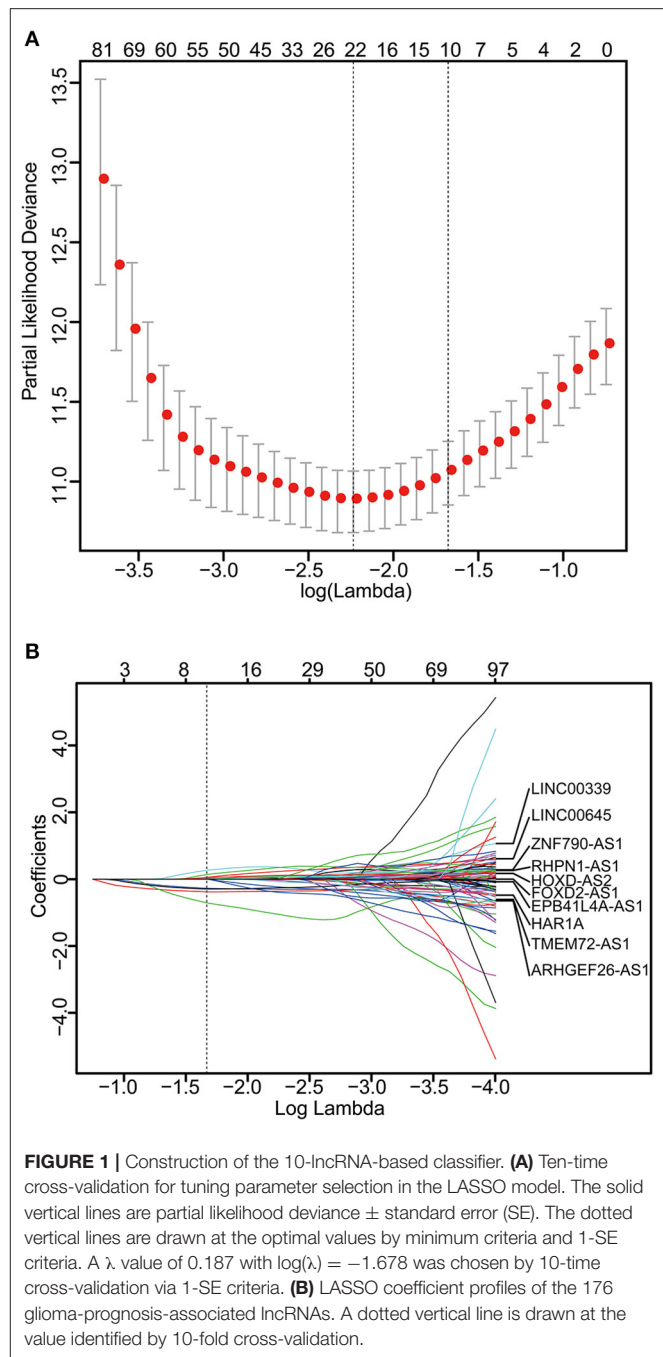 A
81 69 60 55 50 45 33 26 22 16 15 10 7 5 4 2 0
13.5
13.0
12.5
12.0
11.5
11.0
Partial Likelihood Deviance
−3.5 −3.0 −2.5 −2.0 −1.5 −1.0
log(Lambda)
B
3 8 16 29 50 69 97
4.0
2.0
0
−2.0
−4.0
Coefficients
LINC00339
LINC00645
ZNF790-AS1
RHPN1-AS1
HOXD-AS2
FOXD2-AS1
EPB41L4A-AS1
HAR1A
TMEM72-AS1
ARHGEF26-AS1
−1.0 −1.5 −2.0 −2.5 −3.0 −3.5 −4.0
Log Lambda
FIGURE 1 | Construction of the 10-lncRNA-based classifier. (A) Ten-time
cross-validation for tuning parameter selection in the LASSO model. The solid
vertical lines are partial likelihood deviance ± standard error (SE). The dotted
vertical lines are drawn at the optimal values by minimum criteria and 1-SE
criteria. A λ value of 0.187 with log(λ) = −1.678 was chosen by 10-time
cross-validation via 1-SE criteria. (B) LASSO coefficient profiles of the 176
glioma-prognosis-associated lncRNAs. A dotted vertical line is drawn at the
value identified by 10-fold cross-validation.